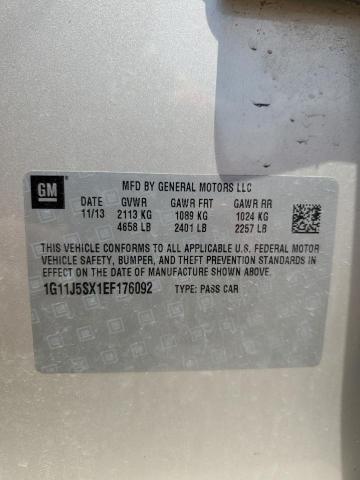 GM
MFD BY GENERAL MOTORS LLC
DATE GVWR GAWR FRT GAWR RR
11/13 2113 KG 1089 KG 1024 KG
4658 LB 2401 LB 2257 LB
THIS VEHICLE CONFORMS TO ALL APPLICABLE U.S. FEDERAL MOTOR
VEHICLE SAFETY, BUMPER, AND THEFT PREVENTION STANDARDS IN
EFFECT ON THE DATE OF MANUFACTURE SHOWN ABOVE.
1G11J5SX1EF176092 TYPE: PASS CAR